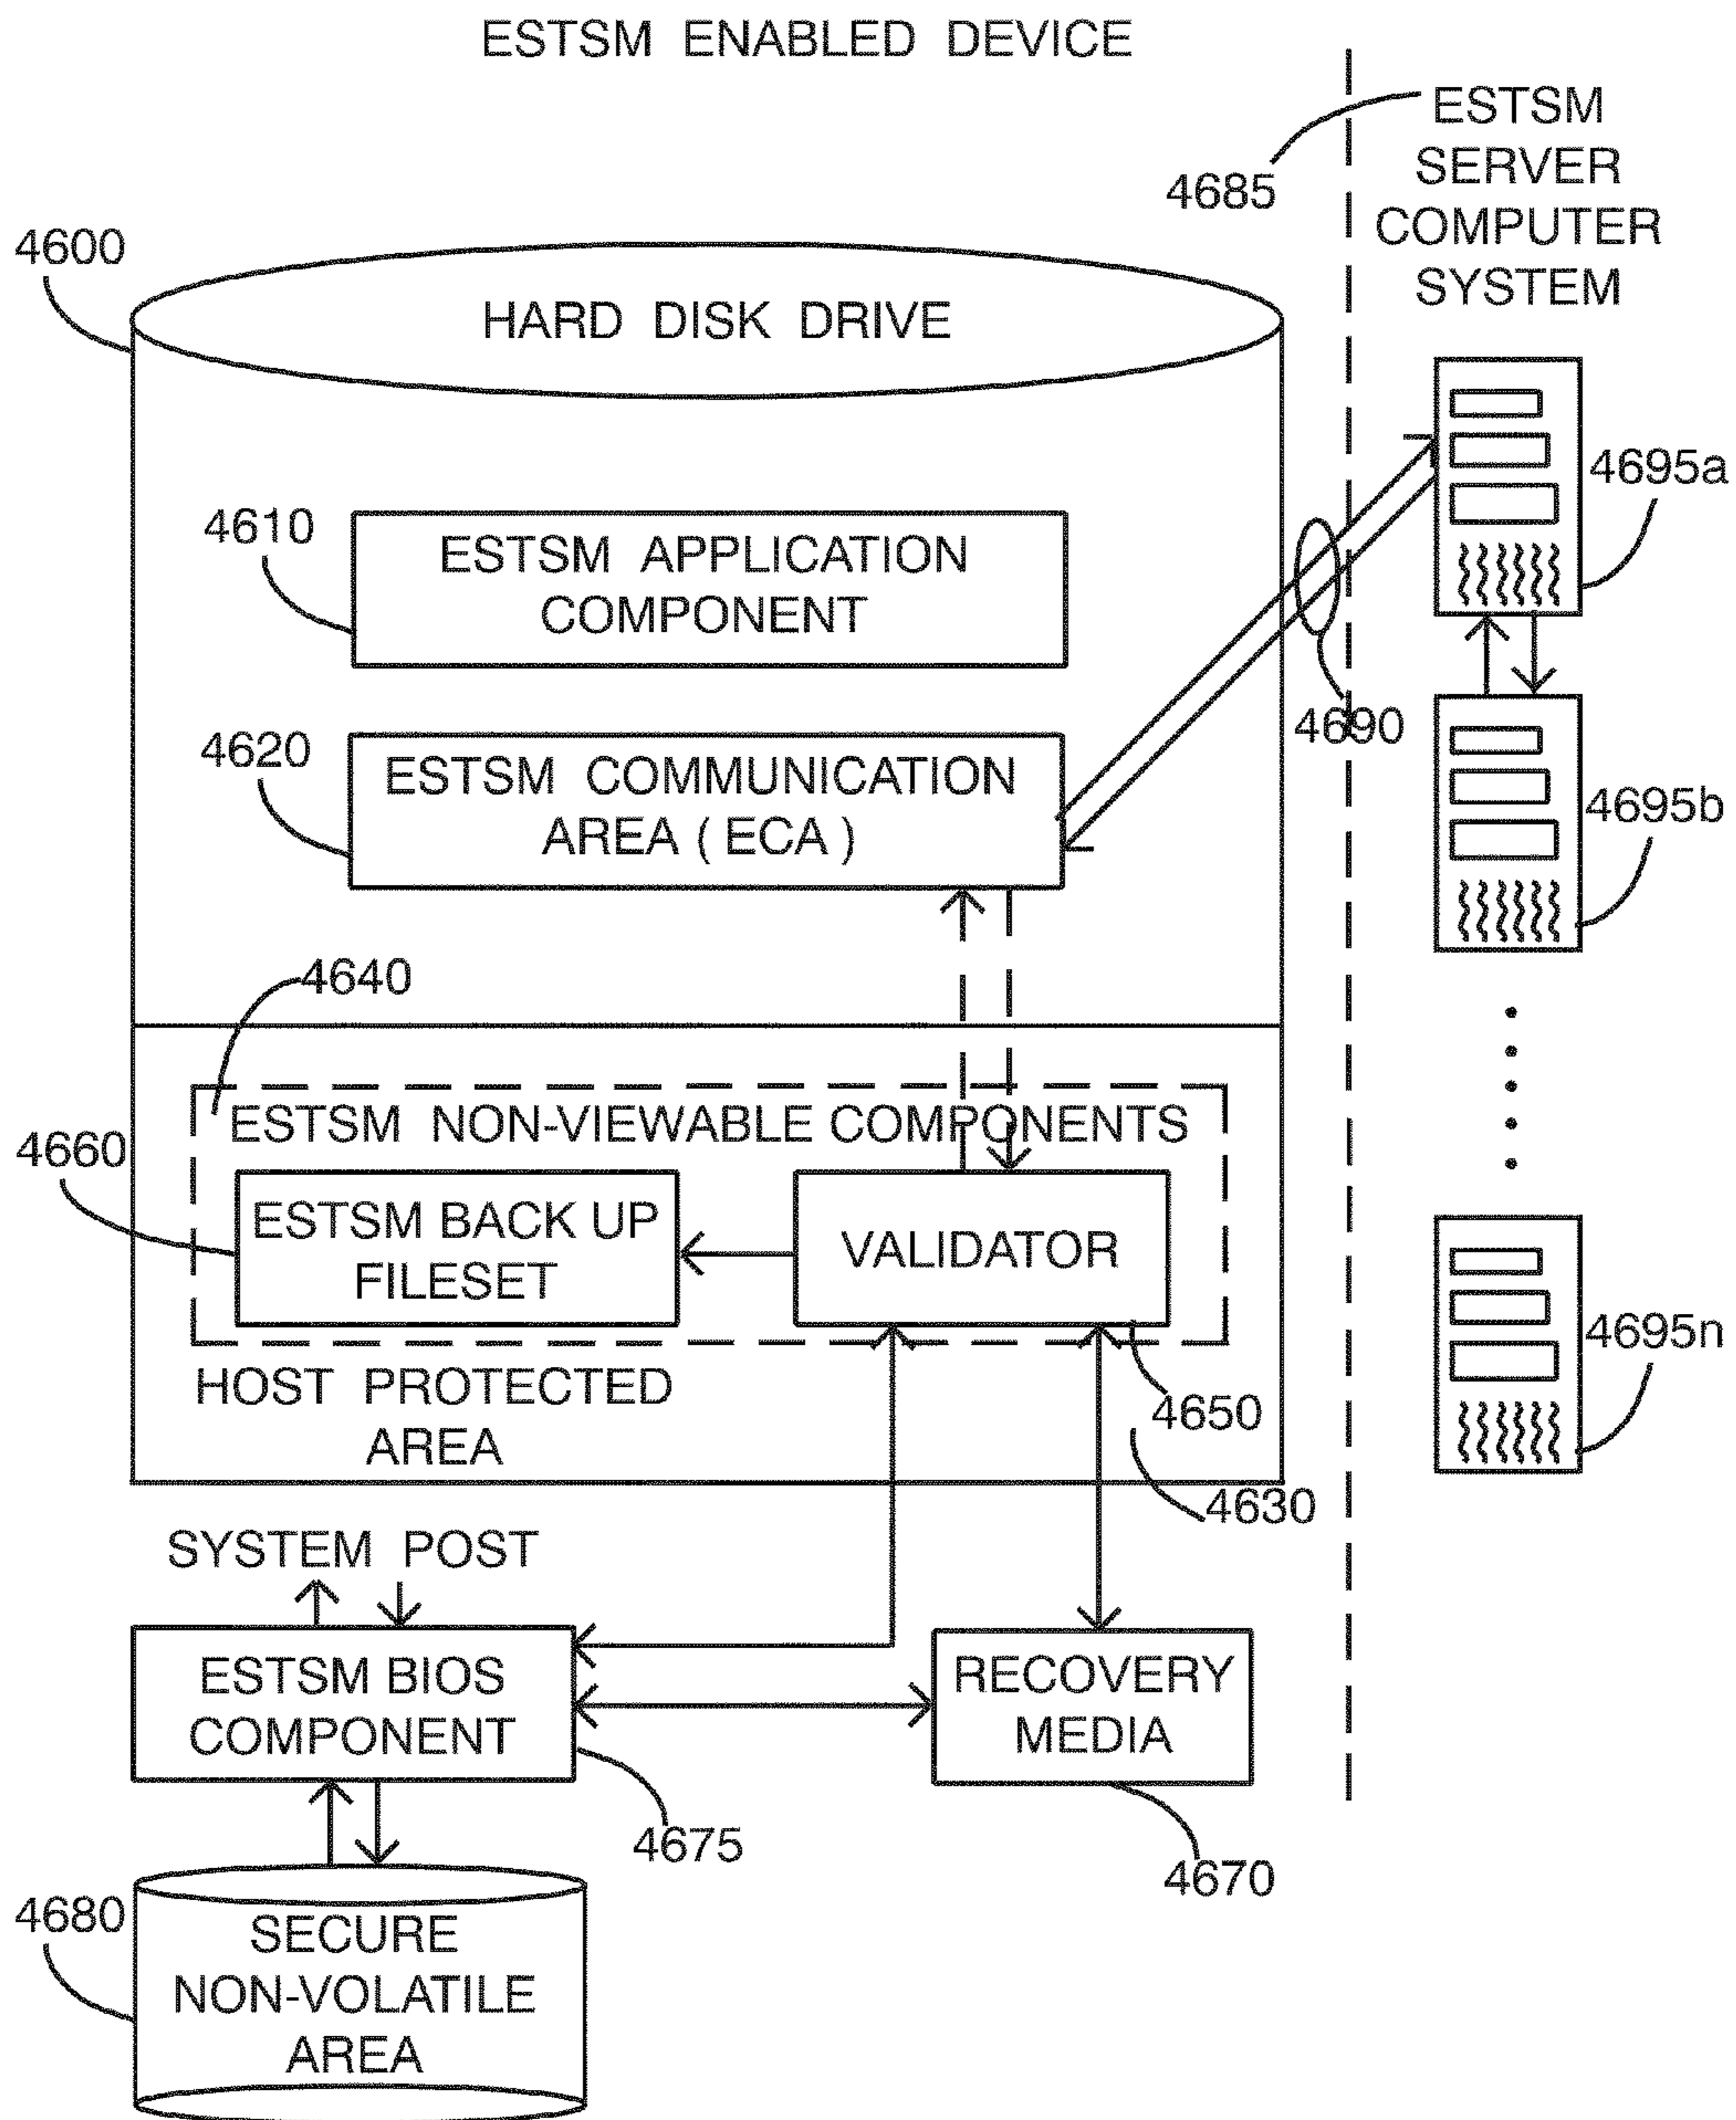 ESTSM ENABLED DEVICE
4685
ESTSM
SERVER
COMPUTER
SYSTEM
4600
HARD DISK DRIVE
4695a
4610
ESTSM APPLICATION
COMPONENT
4690
4620
ESTSM COMMUNICATION
AREA ( ECA )
4695b
4640
ESTSM NON-VIEWABLE COMPONENTS
4660
ESTSM BACK UP
FILESET
VALIDATOR
4695n
HOST PROTECTED
AREA
4650
4630
SYSTEM POST
ESTSM BIOS
COMPONENT
RECOVERY
MEDIA
4675
4670
4680
SECURE
NON-VOLATILE
AREA